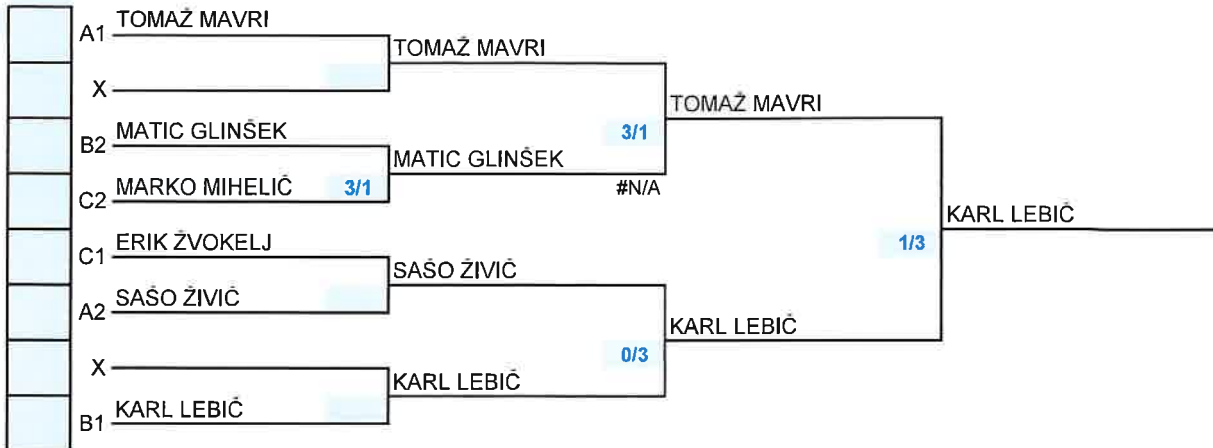 A1 TOMAŽ MAVRI
TOMAŽ MAVRI
X
TOMAŽ MAVRI
B2 MATIC GLINŠEK
3/1
MATIC GLINŠEK
C2 MARKO MIHELIČ 3/1
#N/A
KARL LEBIČ
C1 ERIK ŽVOKELJ
1/3
SAŠO ŽIVIČ
A2 SAŠO ŽIVIČ
KARL LEBIČ
0/3
X
KARL LEBIČ
B1 KARL LEBIČ